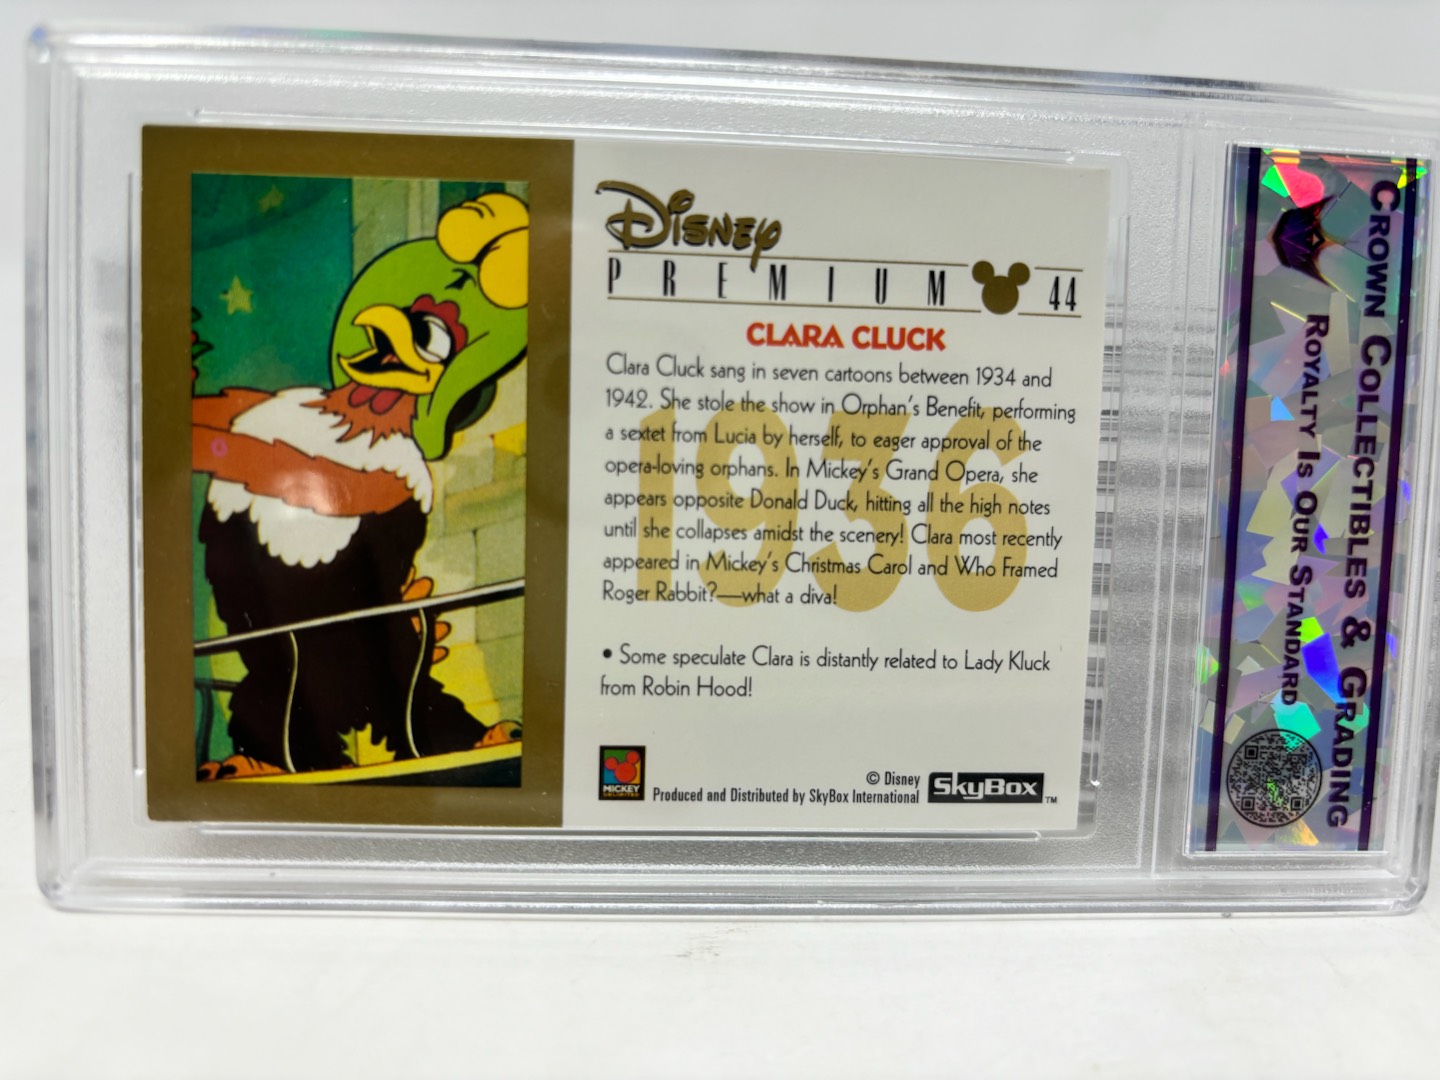 Disney
PREMIUM 44
CLARA CLUCK
Clara Cluck sang in seven cartoons between 1934 and
1942. She stole the show in Orphan's Benefit, performing
a sextet from Lucia by herself, to eager approval of the
opera-loving orphans. In Mickey's Grand Opera, she
appears opposite Donald Duck, hitting all the high notes
until she collapses amidst the scenery! Clara most recently
appeared in Mickey's Christmas Carol and Who Framed
Roger Rabbit?—what a diva!
1936
• Some speculate Clara is distantly related to Lady Kluck
from Robin Hood!
MICKEY
UNLIMITED
© Disney
Produced and Distributed by SkyBox International
SkyBox™
CROWN COLLECTIBLES & GRADING
ROYALTY IS OUR STANDARD